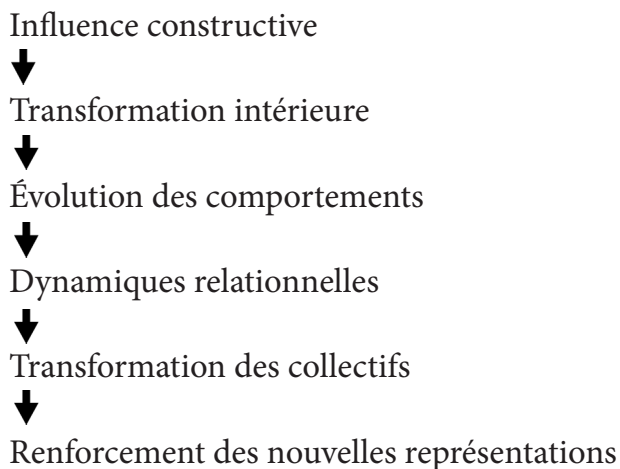 Influence constructive
Transformation intérieure
Évolution des comportements
Dynamiques relationnelles
Transformation des collectifs
Renforcement des nouvelles représentations